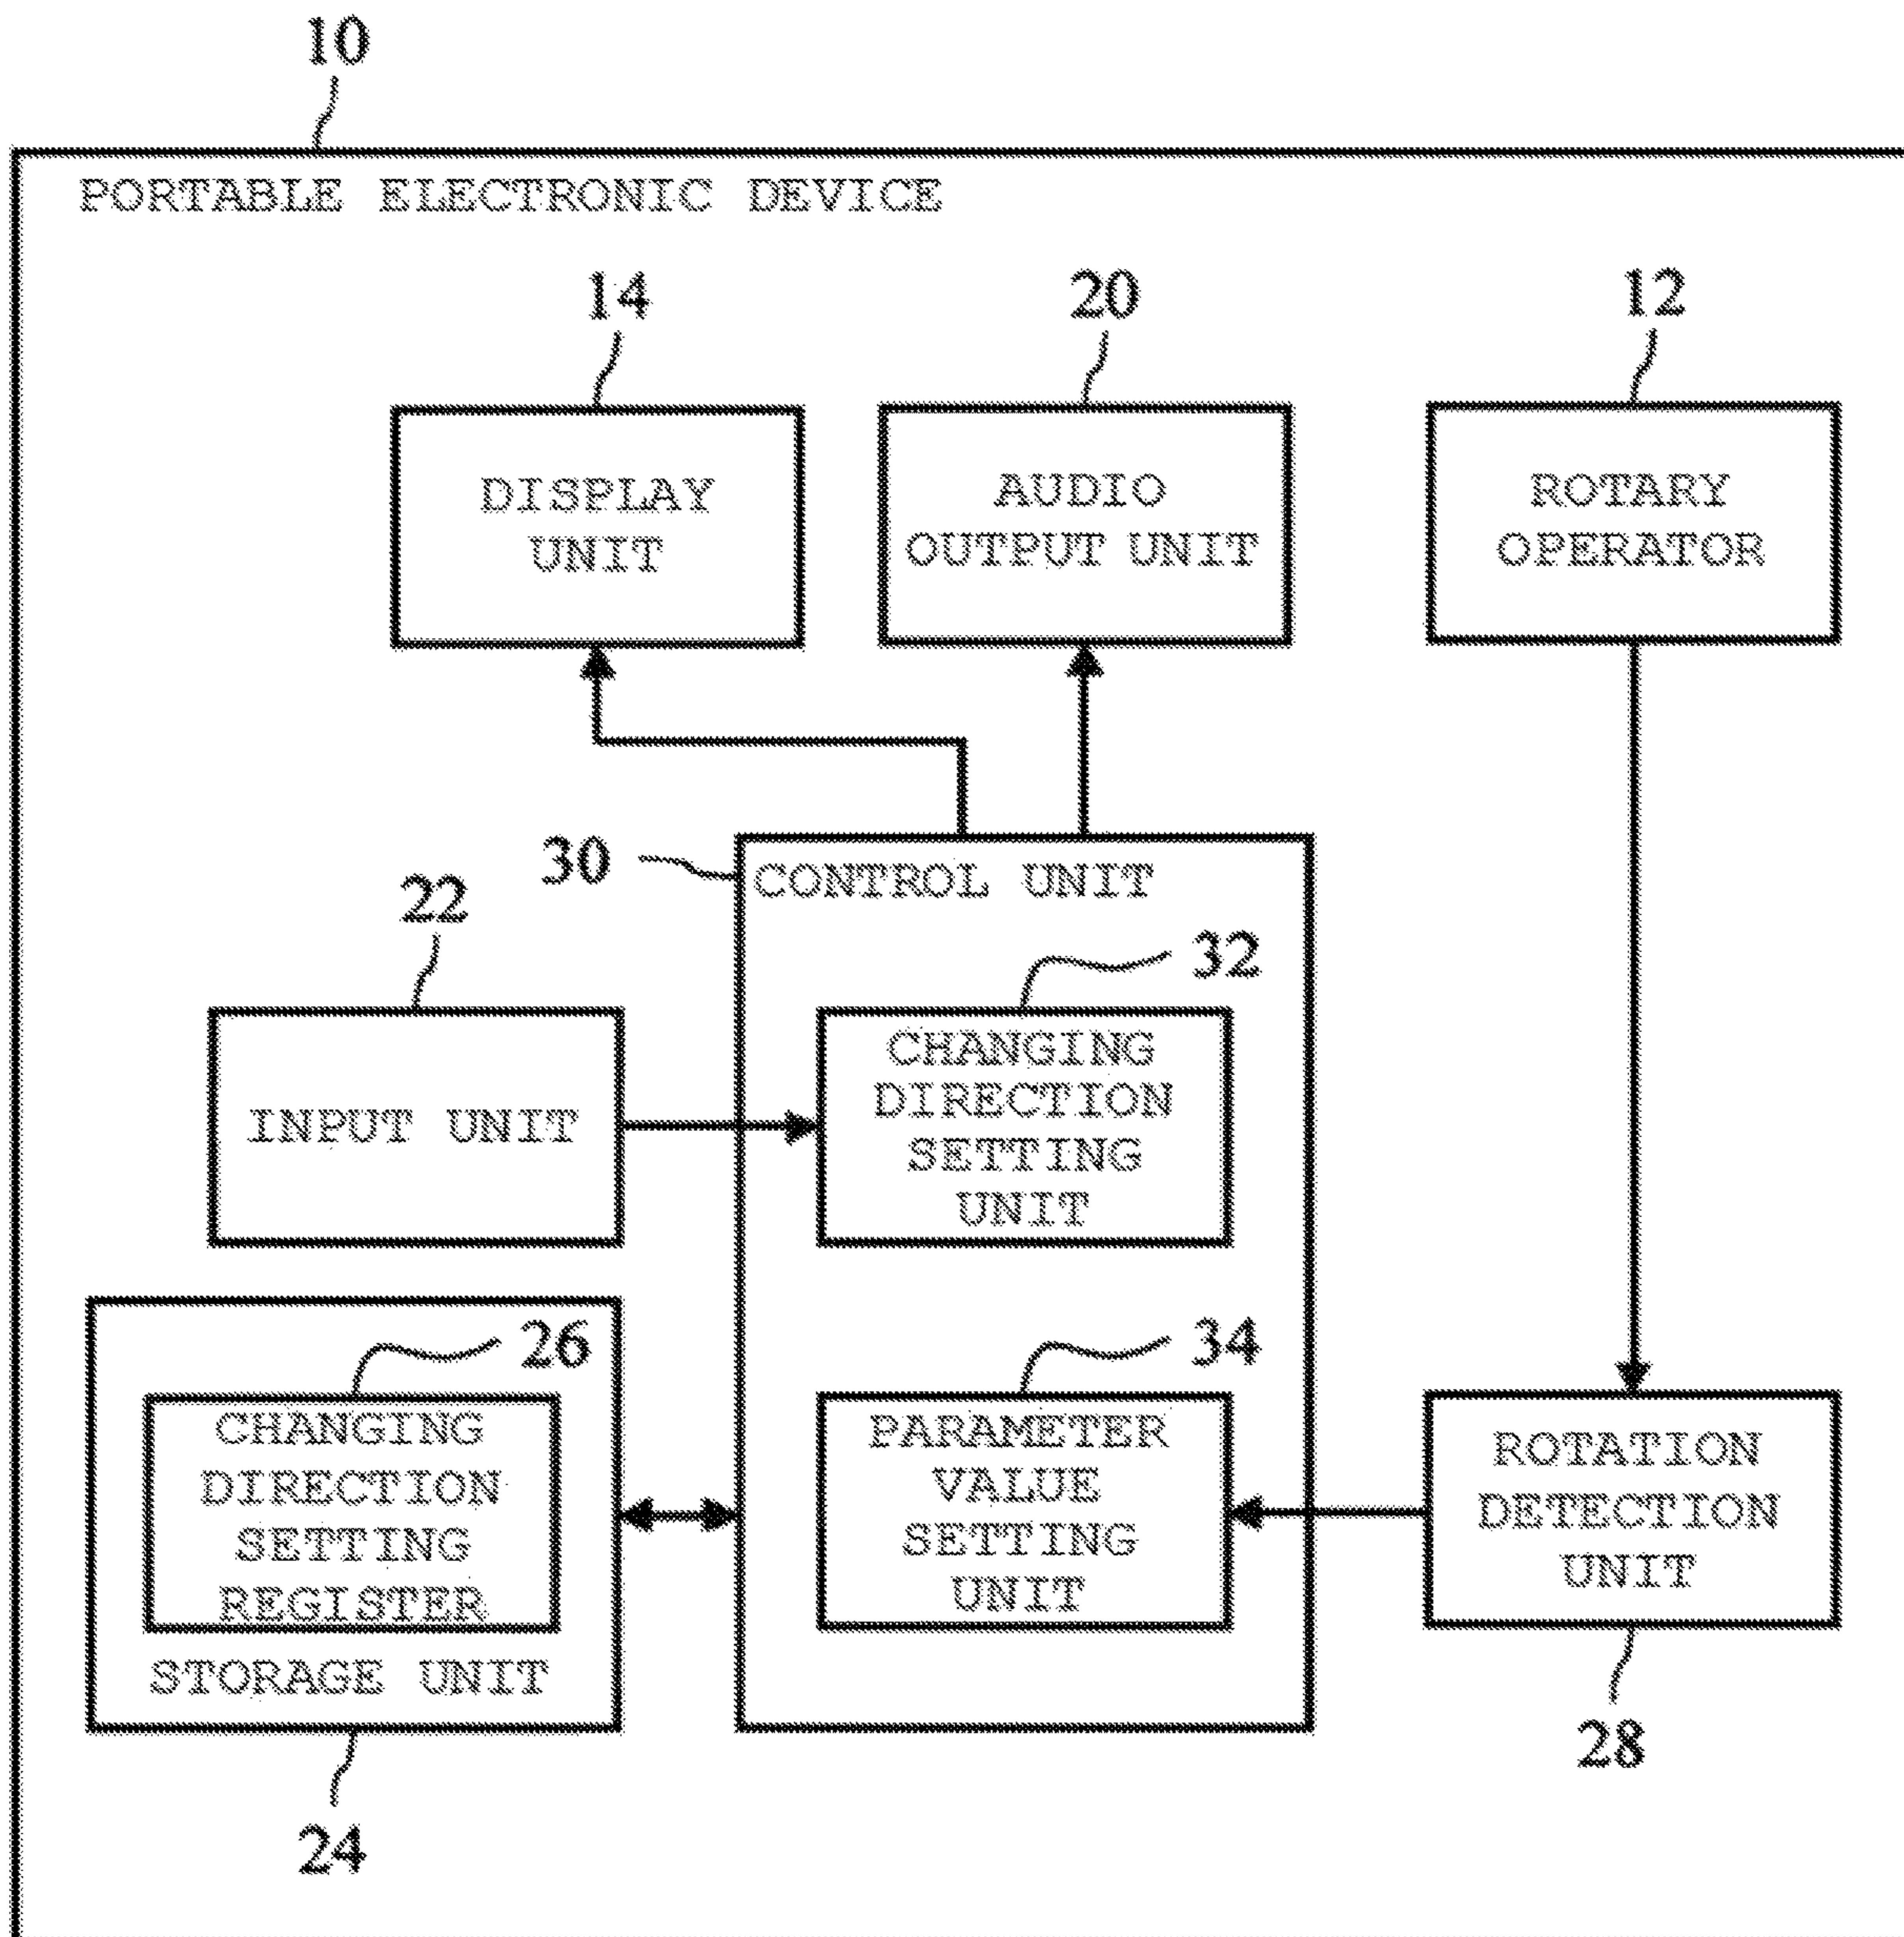 10
PORTABLE ELECTRONIC DEVICE
14
20
12
DISPLAY
UNIT
AUDIO
OUTPUT UNIT
ROTARY
OPERATOR
30
CONTROL UNIT
22
32
INPUT UNIT
CHANGING
DIRECTION
SETTING
UNIT
26
34
CHANGING
DIRECTION
SETTING
REGISTER
STORAGE UNIT
PARAMETER
VALUE
SETTING
UNIT
ROTATION
DETECTION
UNIT
24
28